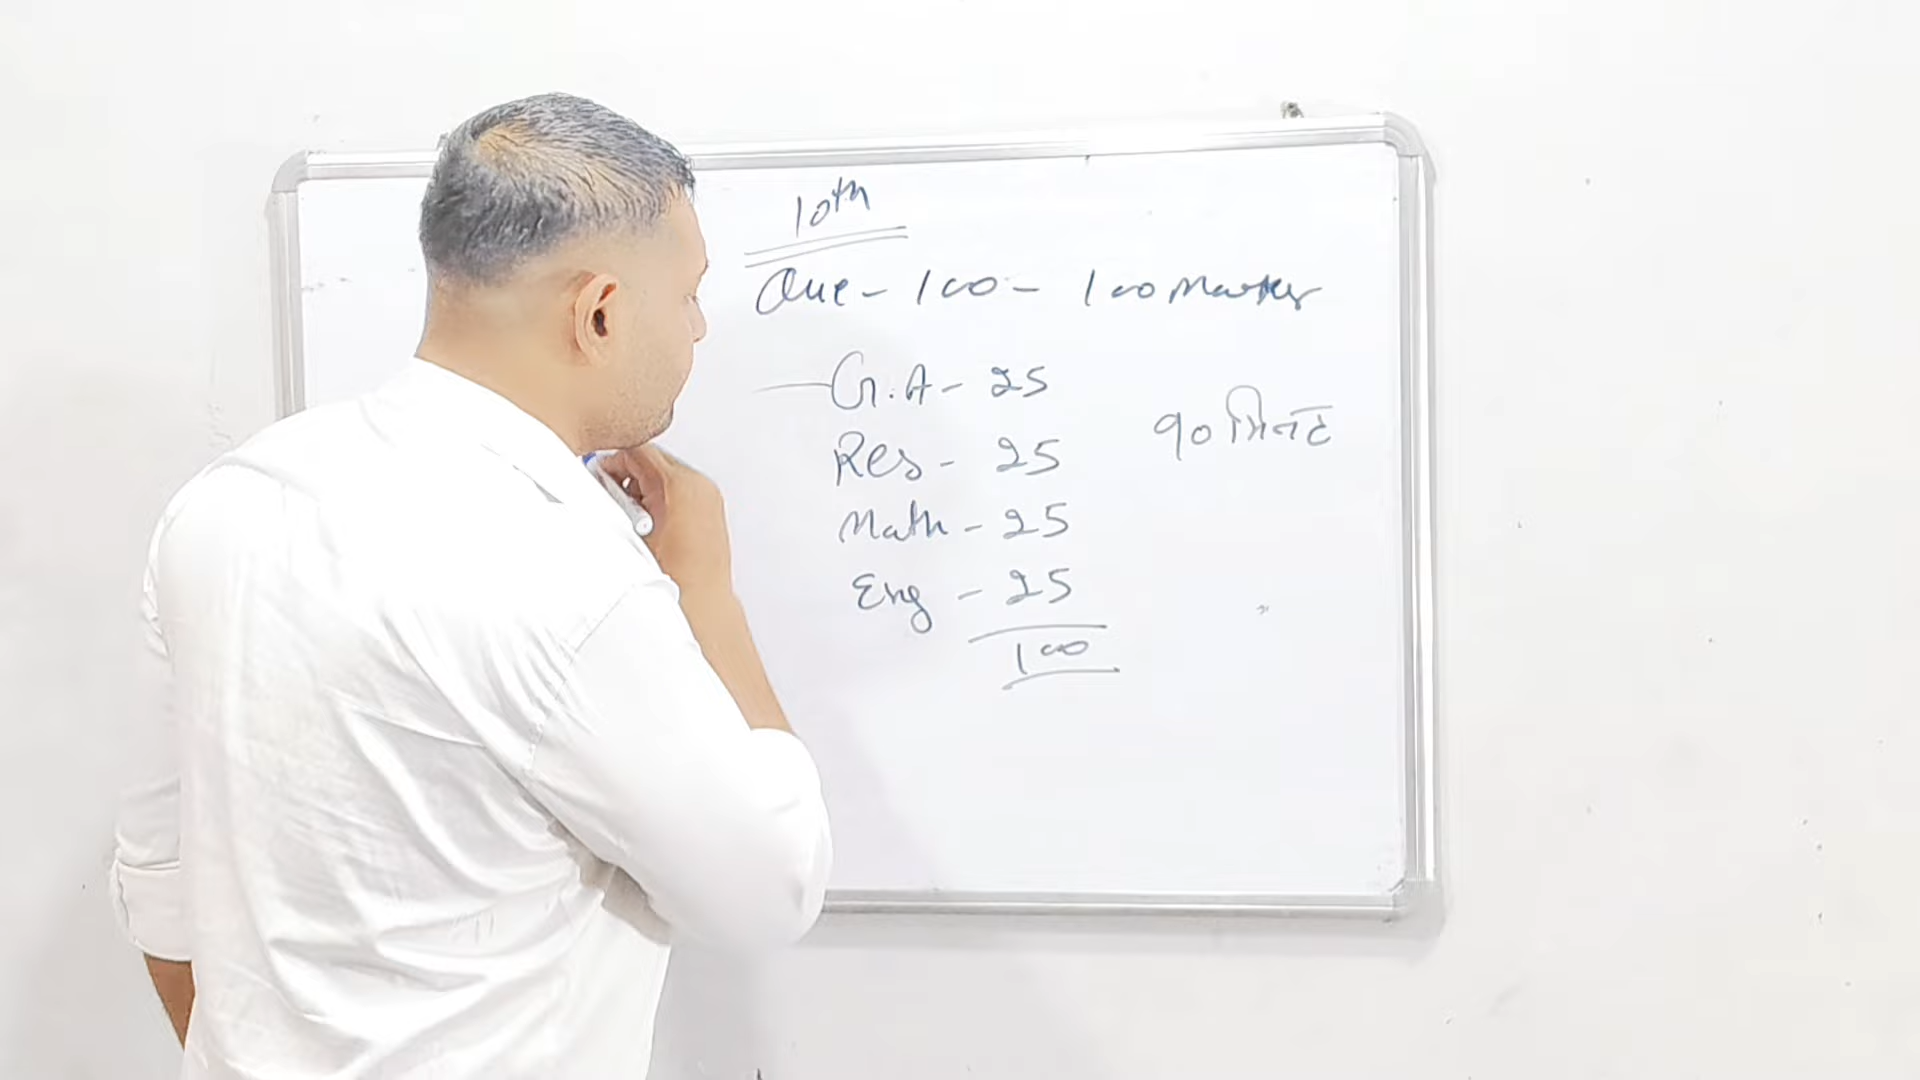 10th
Que - 100 - 100 Marks
G.A - 25
Res - 25
90 मिनट
Math - 25
Eng - 25
100